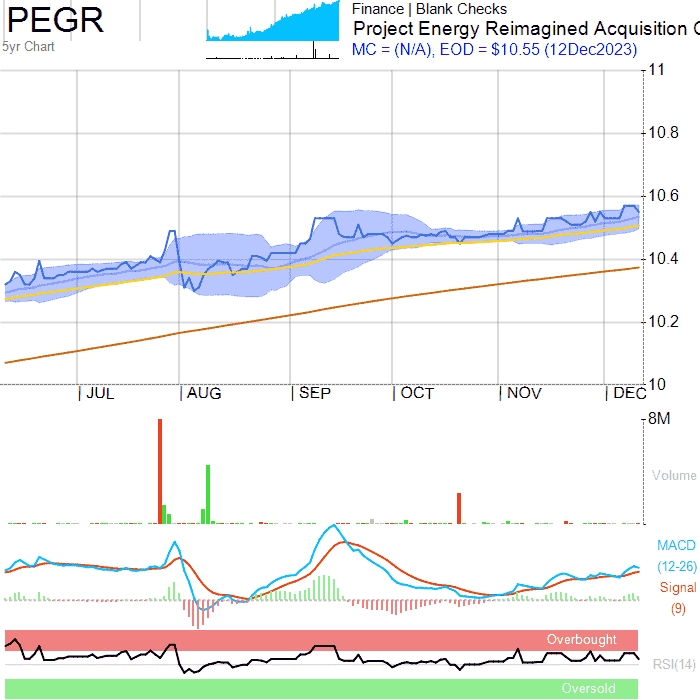 PEGR
5yr Chart
Finance | Blank Checks
Project Energy Reimagined Acquisition C
MC = (N/A), EOD = $10.55 (12Dec2023)
11
10.8
10.6
10.4
10.2
10
| JUL | AUG | SEP | OCT | NOV | DEC
8M
Volume
MACD
(12-26)
Signal
(9)
Overbought
RSI(14)
Oversold